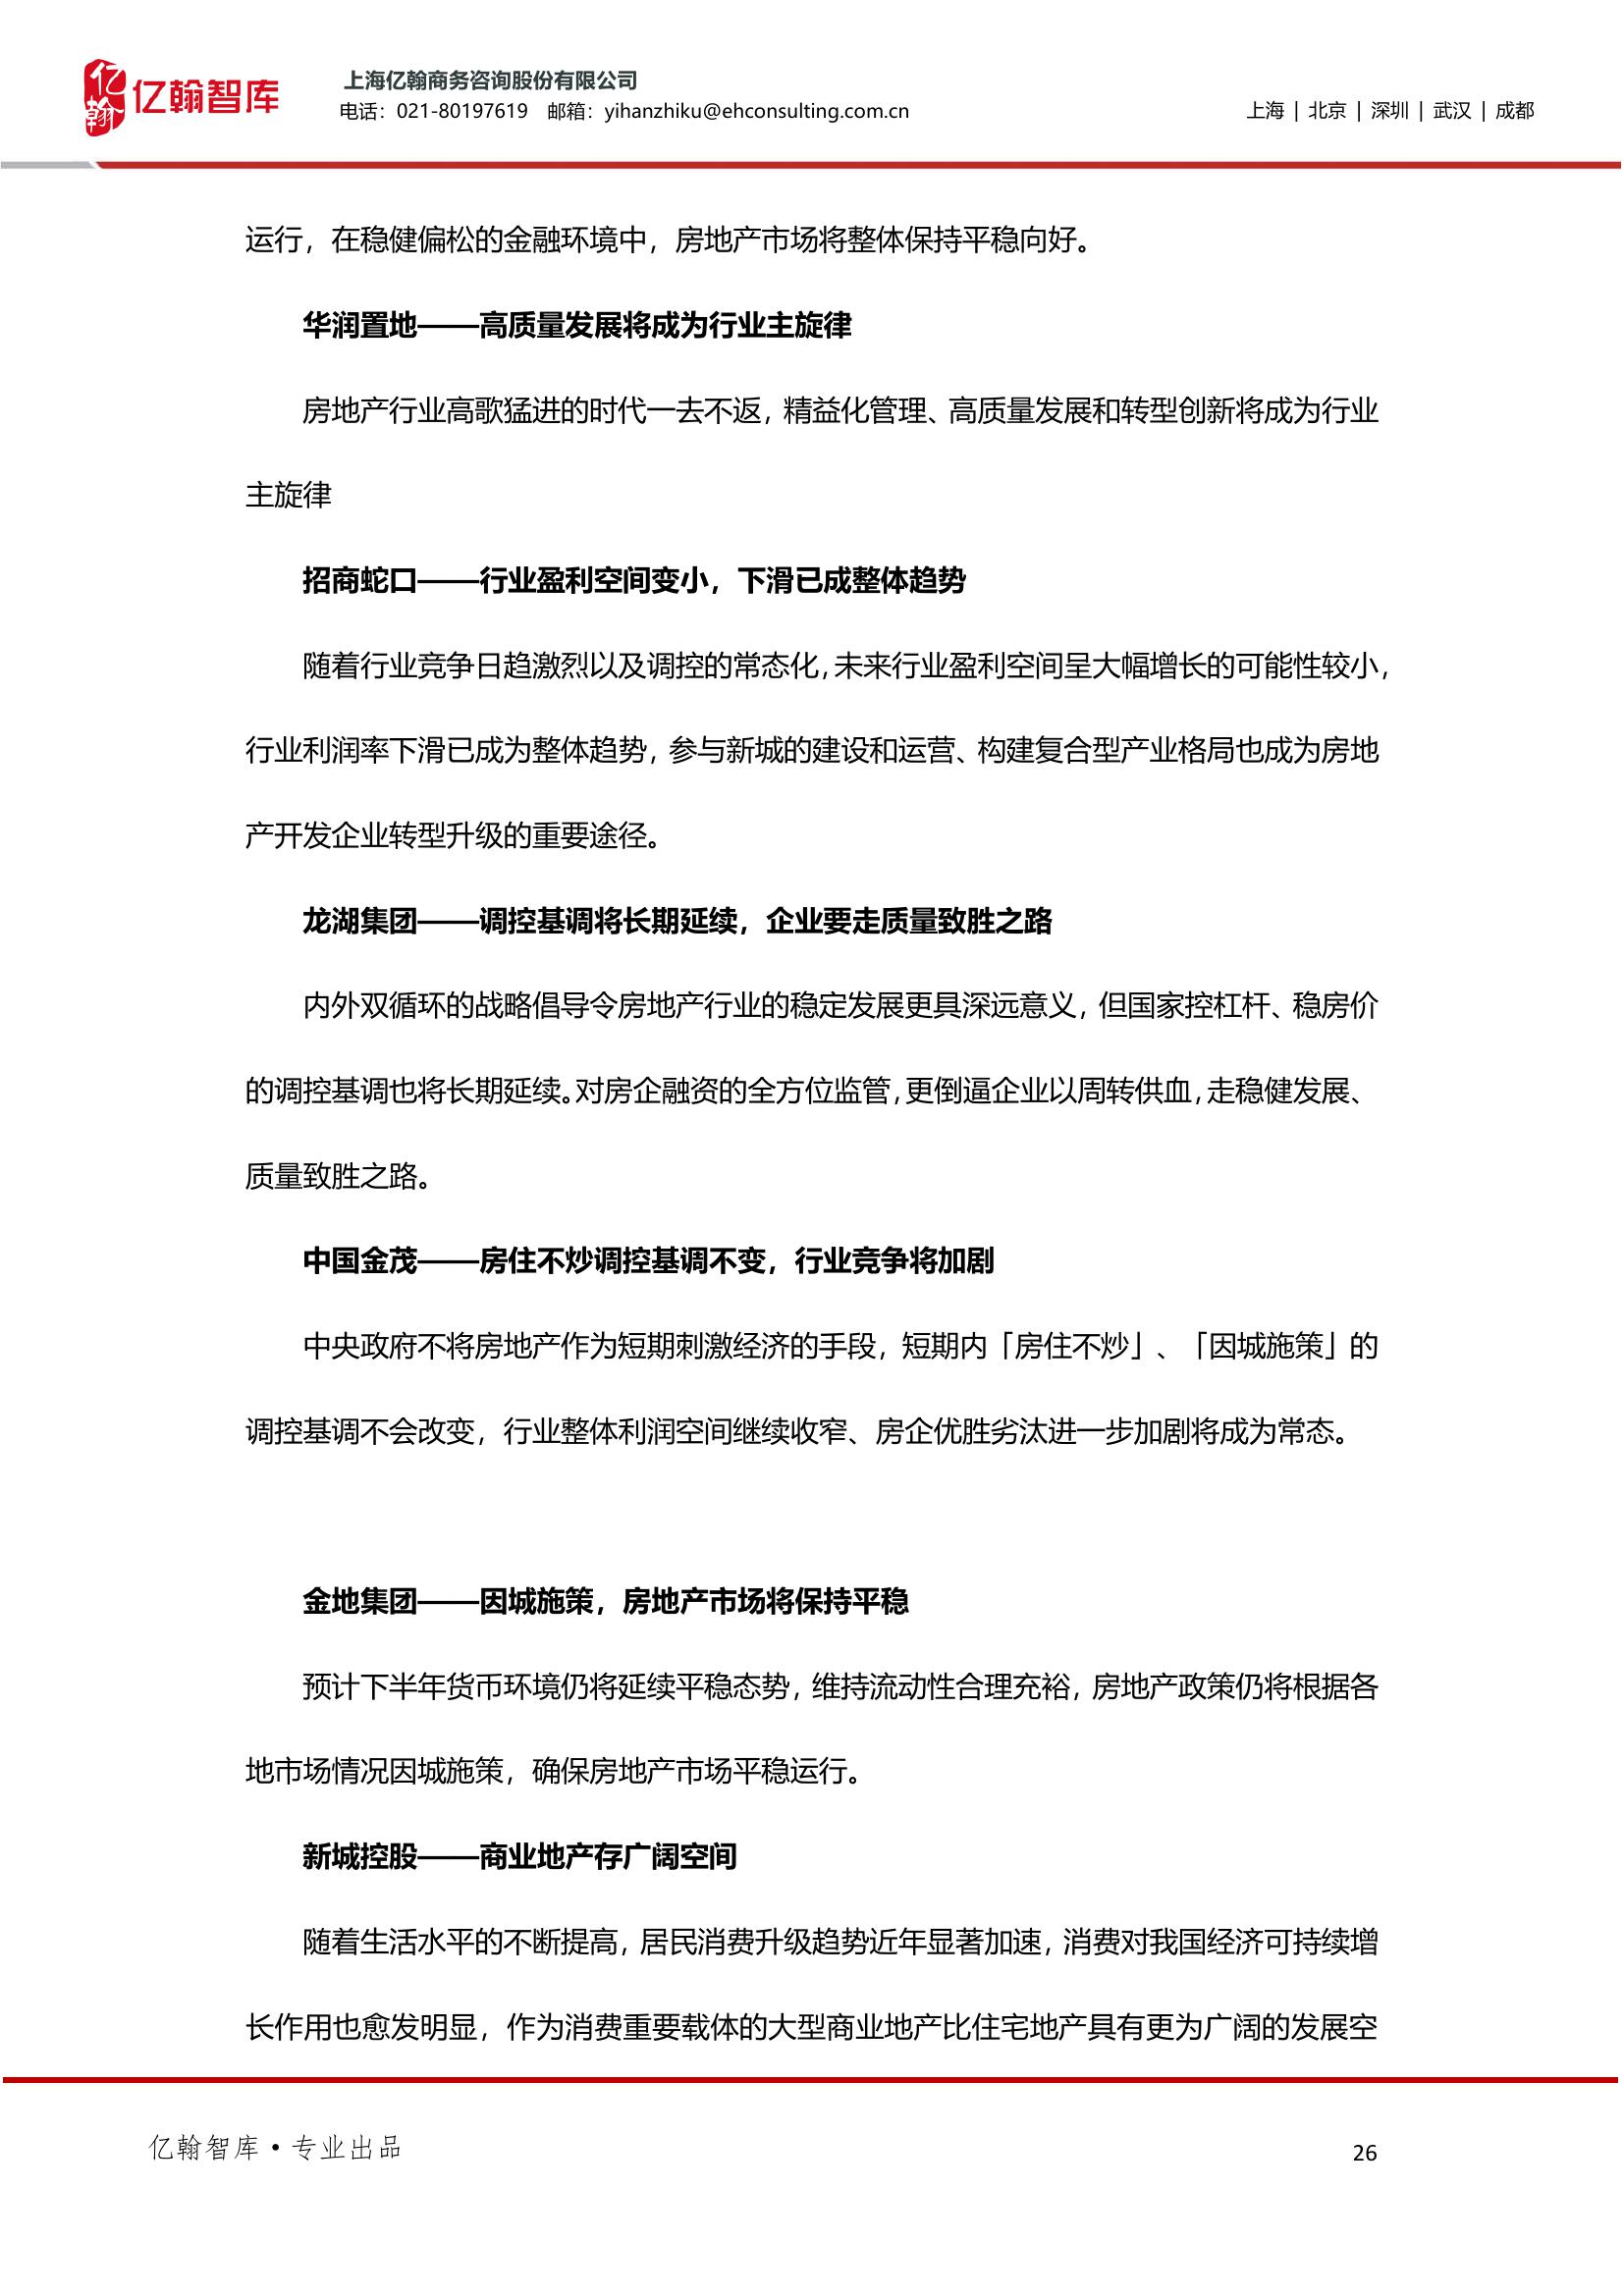 亿翰
亿翰智库
上海亿翰商务咨询股份有限公司
电话：021-80197619 邮箱：yihanzhiku@ehconsulting.com.cn
上海 | 北京 | 深圳 | 武汉 | 成都
运行，在稳健偏松的金融环境中，房地产市场将整体保持平稳向好。
华润置地——高质量发展将成为行业主旋律
房地产行业高歌猛进的时代一去不返，精益化管理、高质量发展和转型创新将成为行业
主旋律
招商蛇口——行业盈利空间变小，下滑已成整体趋势
随着行业竞争日趋激烈以及调控的常态化，未来行业盈利空间呈大幅增长的可能性较小，
行业利润率下滑已成为整体趋势，参与新城的建设和运营、构建复合型产业格局也成为房地
产开发企业转型升级的重要途径。
龙湖集团——调控基调将长期延续，企业要走质量致胜之路
内外双循环的战略倡导令房地产行业的稳定发展更具深远意义，但国家控杠杆、稳房价
的调控基调也将长期延续。对房企融资的全方位监管，更倒逼企业以周转供血，走稳健发展、
质量致胜之路。
中国金茂——房住不炒调控基调不变，行业竞争将加剧
中央政府不将房地产作为短期刺激经济的手段，短期内「房住不炒」、「因城施策」的
调控基调不会改变，行业整体利润空间继续收窄、房企优胜劣汰进一步加剧将成为常态。
金地集团——因城施策，房地产市场将保持平稳
预计下半年货币环境仍将延续平稳态势，维持流动性合理充裕，房地产政策仍将根据各
地市场情况因城施策，确保房地产市场平稳运行。
新城控股——商业地产存广阔空间
随着生活水平的不断提高，居民消费升级趋势近年显著加速，消费对我国经济可持续增
长作用也愈发明显，作为消费重要载体的大型商业地产比住宅地产具有更为广阔的发展空
亿翰智库·专业出品
26